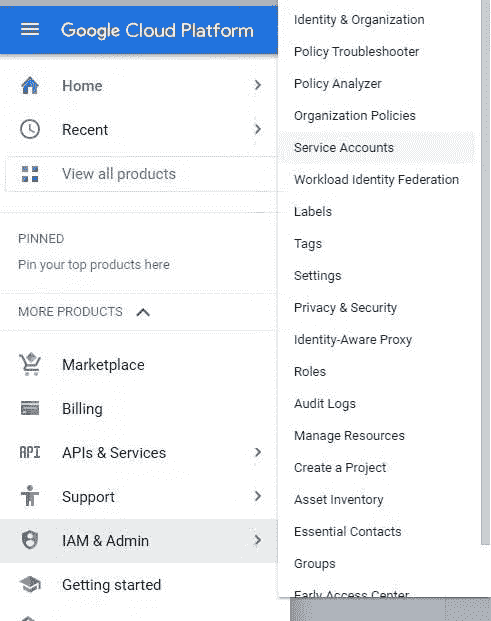 Google Cloud Platform
Home
Recent
View all products
PINNED
Pin your top products here
MORE PRODUCTS
Marketplace
Billing
API APIs & Services
Support
IAM & Admin
Getting started
Identity & Organization
Policy Troubleshooter
Policy Analyzer
Organization Policies
Service Accounts
Workload Identity Federation
Labels
Tags
Settings
Privacy & Security
Identity-Aware Proxy
Roles
Audit Logs
Manage Resources
Create a Project
Asset Inventory
Essential Contacts
Groups
Early Access Center